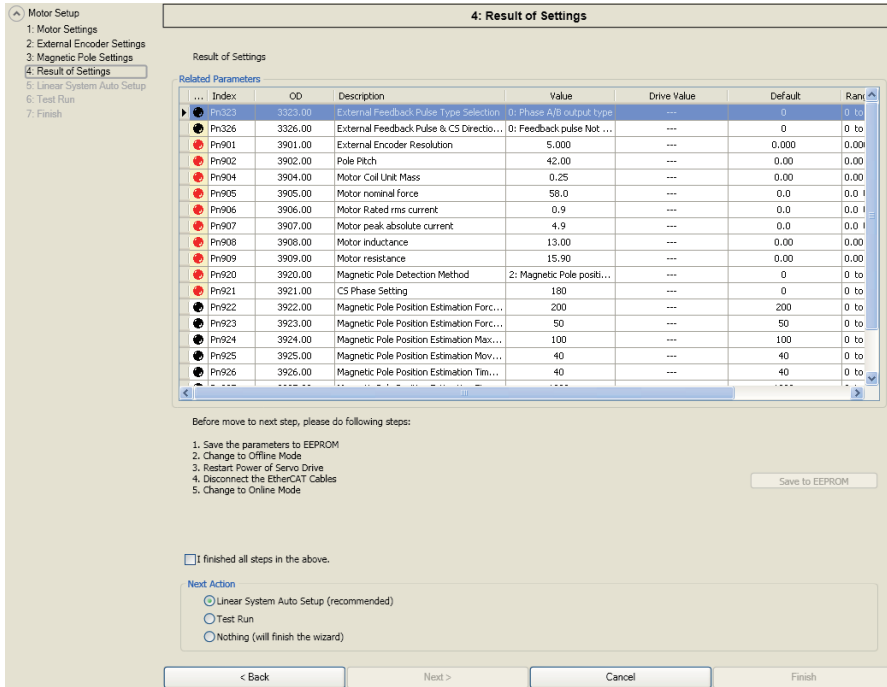 Motor Setup
1: Motor Settings
2: External Encoder Settings
3: Magnetic Pole Settings
4: Result of Settings
5: Linear System Auto Setup
6: Test Run
7: Finish
4: Result of Settings
Result of Settings
Related Parameters
... Index OD Description Value Drive Value Default Rang
Pn323 3323.00 External Feedback Pulse Type Selection 0: Phase A/B output type --- 0 0 to
Pn326 3326.00 External Feedback Pulse & CS Directio... 0: Feedback pulse Not ... --- 0 0 to
Pn901 3901.00 External Encoder Resolution 5.000 --- 0.000 0.00
Pn902 3902.00 Pole Pitch 42.00 --- 0.00 0.00
Pn904 3904.00 Motor Coil Unit Mass 0.25 --- 0.00 0.00
Pn905 3905.00 Motor nominal force 58.0 --- 0.0 0.0
Pn906 3906.00 Motor Rated rms current 0.9 --- 0.0 0.0
Pn907 3907.00 Motor peak absolute current 4.9 --- 0.0 0.0
Pn908 3908.00 Motor inductance 13.00 --- 0.00 0.00
Pn909 3909.00 Motor resistance 15.90 --- 0.00 0.00
Pn920 3920.00 Magnetic Pole Detection Method 2: Magnetic Pole positi... --- 0 0 to
Pn921 3921.00 CS Phase Setting 180 --- 0 0 to
Pn922 3922.00 Magnetic Pole Position Estimation Forc... 200 --- 200 0 to
Pn923 3923.00 Magnetic Pole Position Estimation Forc... 50 --- 50 0 to
Pn924 3924.00 Magnetic Pole Position Estimation Max... 100 --- 100 0 to
Pn925 3925.00 Magnetic Pole Position Estimation Mov... 40 --- 40 0 to
Pn926 3926.00 Magnetic Pole Position Estimation Tim... 40 --- 40 0 to
Before move to next step, please do following steps:
1. Save the parameters to EEPROM
2. Change to Offline Mode
3. Restart Power of Servo Drive
4. Disconnect the EtherCAT Cables
5. Change to Online Mode
Save to EEPROM
I finished all steps in the above.
Next Action
Linear System Auto Setup (recommended)
Test Run
Nothing (will finish the wizard)
< Back Next > Cancel Finish